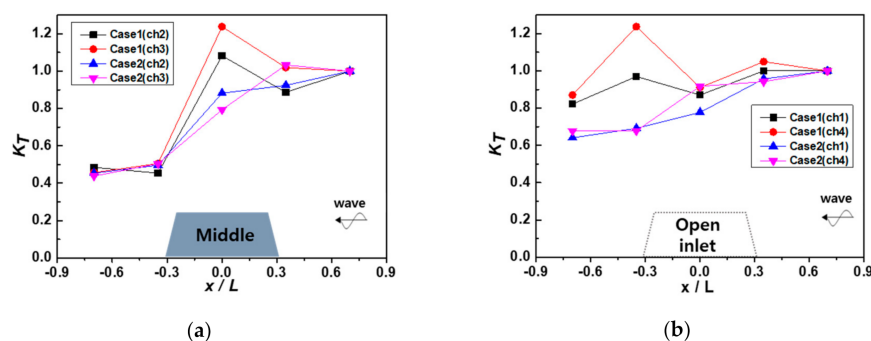 (a)
1.2
1.0
0.8
0.6
0.4
0.2
0.0
K_T
Case1(ch2)
Case1(ch3)
Case2(ch2)
Case2(ch3)
wave
Middle
-0.9 -0.6 -0.3 0.0 0.3 0.6 0.9
x / L
(b)
1.2
1.0
0.8
0.6
0.4
0.2
0.0
K_T
Case1(ch1)
Case1(ch4)
Case2(ch1)
Case2(ch4)
wave
Open
inlet
-0.9 -0.6 -0.3 0.0 0.3 0.6 0.9
x / L
(a)
(b)